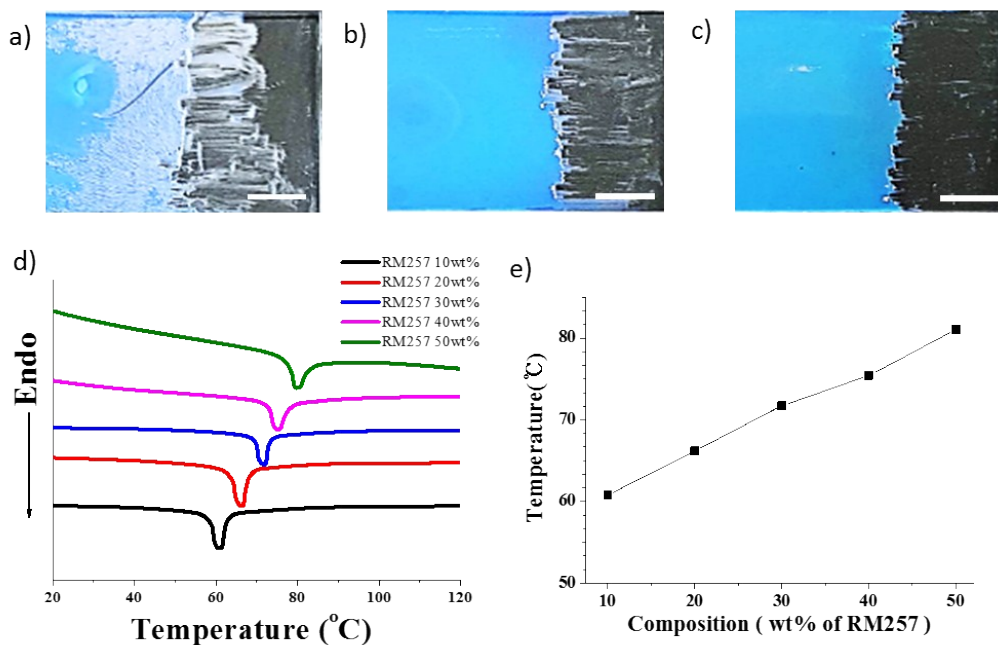 a)
b)
c)
d)
RM257 10wt%
RM257 20wt%
RM257 30wt%
RM257 40wt%
RM257 50wt%
Endo
20
40
60
80
100
120
Temperature (°C)
e)
80
70
60
50
Temperature(℃)
10
20
30
40
50
Composition ( wt% of RM257 )